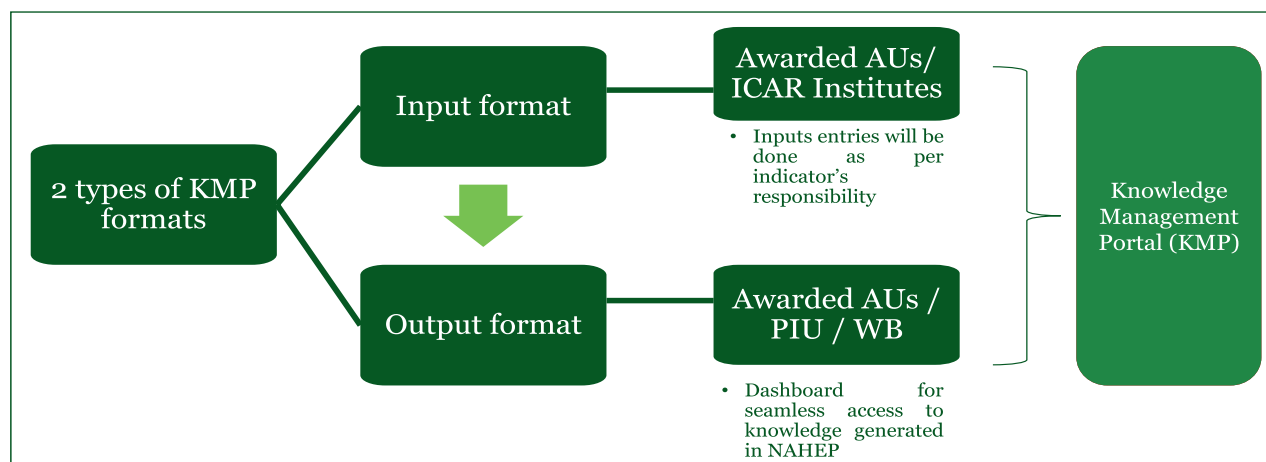 2 types of KMP
formats
Input format
Awarded AUs/
ICAR Institutes
• Inputs entries will be
done as per
indicator’s
responsibility
Output format
Awarded AUs /
PIU / WB
• Dashboard for
seamless access to
knowledge generated
in NAHEP
Knowledge
Management
Portal (KMP)